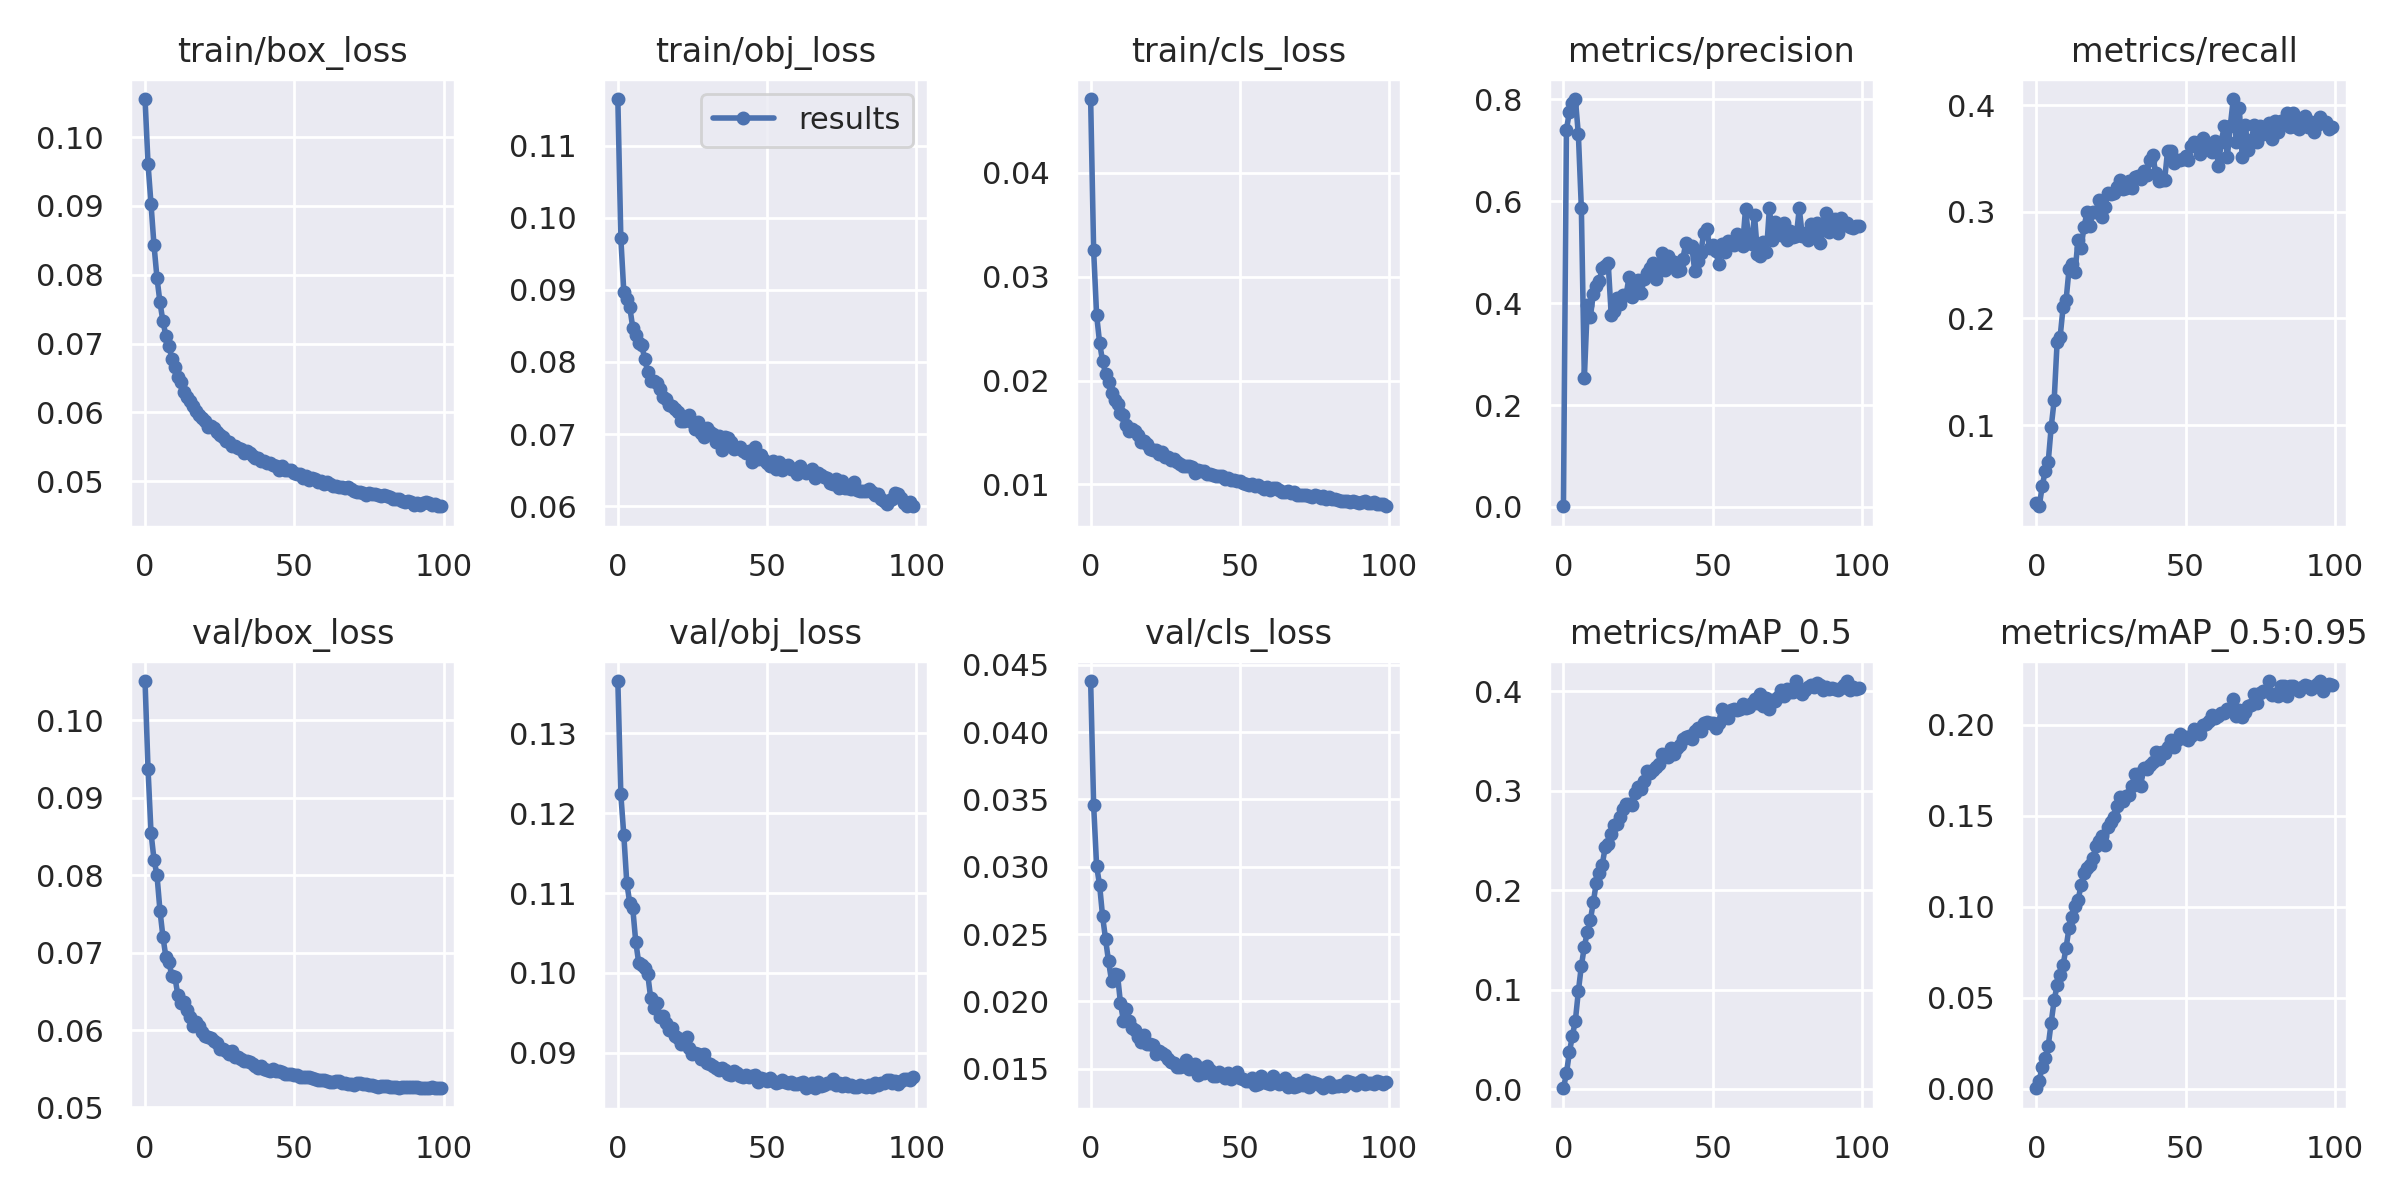 train/box_loss
0.10
0.09
0.08
0.07
0.06
0.05
0 50 100
train/obj_loss
results
0.11
0.10
0.09
0.08
0.07
0.06
0 50 100
train/cls_loss
0.04
0.03
0.02
0.01
0 50 100
metrics/precision
0.8
0.6
0.4
0.2
0.0
0 50 100
metrics/recall
0.4
0.3
0.2
0.1
0 50 100
val/box_loss
0.10
0.09
0.08
0.07
0.06
0.05
0 50 100
val/obj_loss
0.13
0.12
0.11
0.10
0.09
0 50 100
val/cls_loss
0.045
0.040
0.035
0.030
0.025
0.020
0.015
0 50 100
metrics/mAP_0.5
0.4
0.3
0.2
0.1
0.0
0 50 100
metrics/mAP_0.5:0.95
0.20
0.15
0.10
0.05
0.00
0 50 100